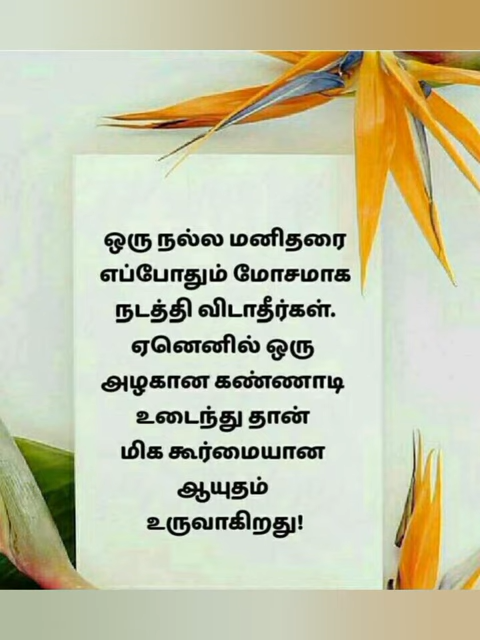 ஒரு நல்ல மனிதரை
எப்போதும் மோசமாக
நடத்தி விடாதீர்கள்.
ஏனெனில் ஒரு
அழகான கண்ணாடி
உடைந்து தான்
மிக கூர்மையான
ஆயுதம்
உருவாகிறது!